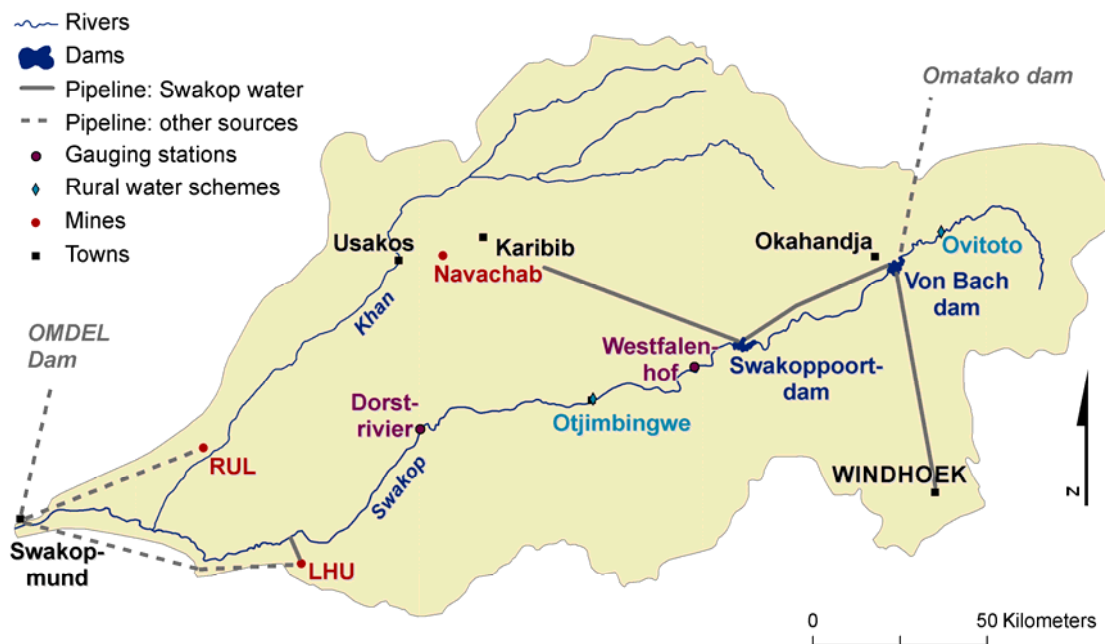 Rivers
Dams
Pipeline: Swakop water
Pipeline: other sources
Gauging stations
Rural water schemes
Mines
Towns
Omatako dam
Usakos
Karibib
Navachab
Okahandja
Ovitoto
Von Bach
dam
Khan
OMDEL
Dam
Westfalen-
hof
Swakoppoort-
dam
Dorst-
rivier
Otjimbingwe
RUL
Swakop
WINDHOEK
N
Swakop-
mund
LHU
0 50 Kilometers